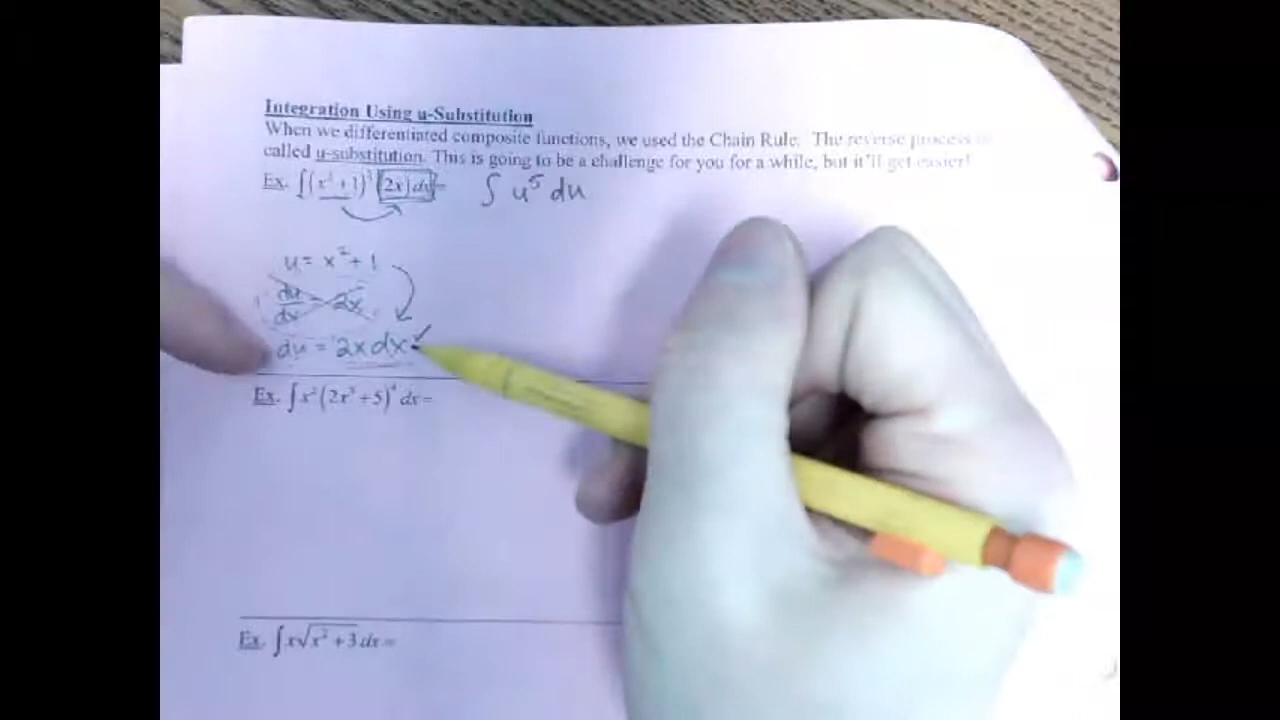 Integration Using u-Substitution
When we differentiated composite functions, we used the Chain Rule. The reverse process is
called u-substitution. This is going to be a challenge for you for a while, but it'll get easier!
Ex. ∫(x² + 1)⁵ (2x) dx = ∫ u⁵ du
u = x² + 1
du/dx = 2x
du = 2x dx ✓
Ex. ∫x²(2x³ + 5)⁴ dx =
Ex. ∫x√(x² + 3) dx =